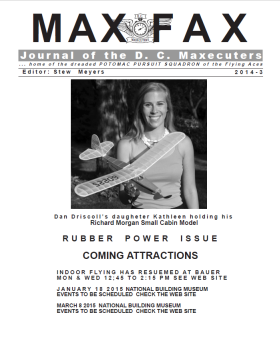 MAX FAX
Journal of the D. C. Maxecuters
... home of the dreaded POTOMAC PURSUIT SQUADRON of the Flying Aces
Editor: Stew Meyers 2014-3
Dan Driscoll's daugheter Kathleen holding his
Richard Morgan Small Cabin Model
RUBBER POWER ISSUE
COMING ATTRACTIONS
INDOOR FLYING HAS RESUEMED AT BAUER
MON & WED 12:45 TO 2:15 PM SEE WEB SITE
JANUARY 18 2015 NATIONAL BUILDING MUSEUM
EVENTS TO BE SCHEDULED CHECK THE WEB SITE
MARCH 8 2015 NATIONAL BUILDING MUSEUM
EVENTS TO BE SCHEDULED CHECK THE WEB SITE